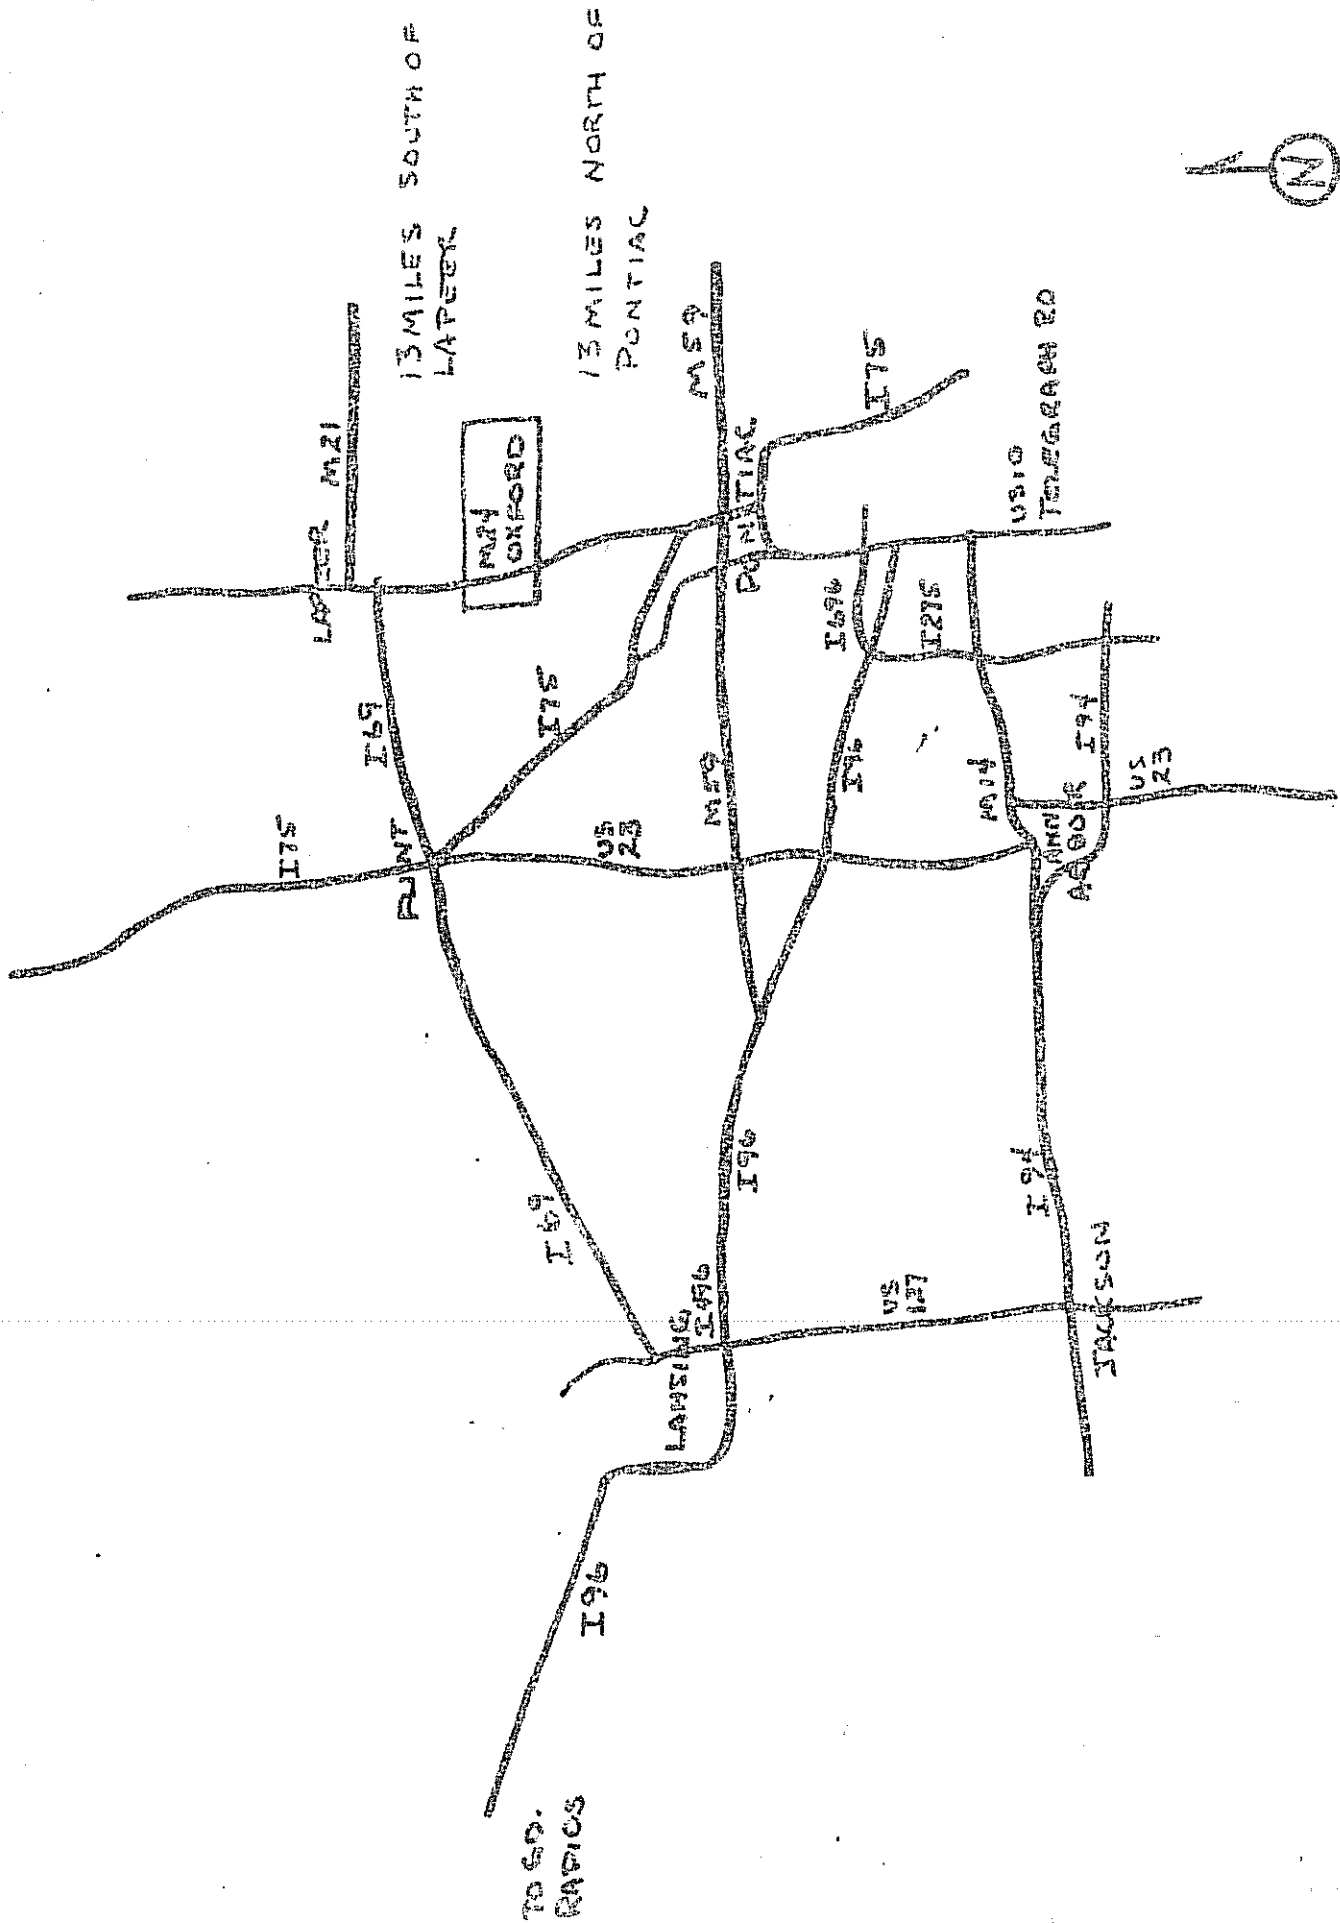 I75
LAPEER
M21
I69
FLINT
13 MILES SOUTH OF
LAPEER
M24
OXFORD
TO GD.
RAPIDS
I75
I69
13 MILES NORTH OF
PONTIAC
I96
US
23
LANSING
I496
M59
M59
PONTIAC
I96
I696
I96
I75
US
127
I275
M14
US10
TELEGRAPH RD
I94
ANN
ARBOR
I94
JACKSON
US
23
N